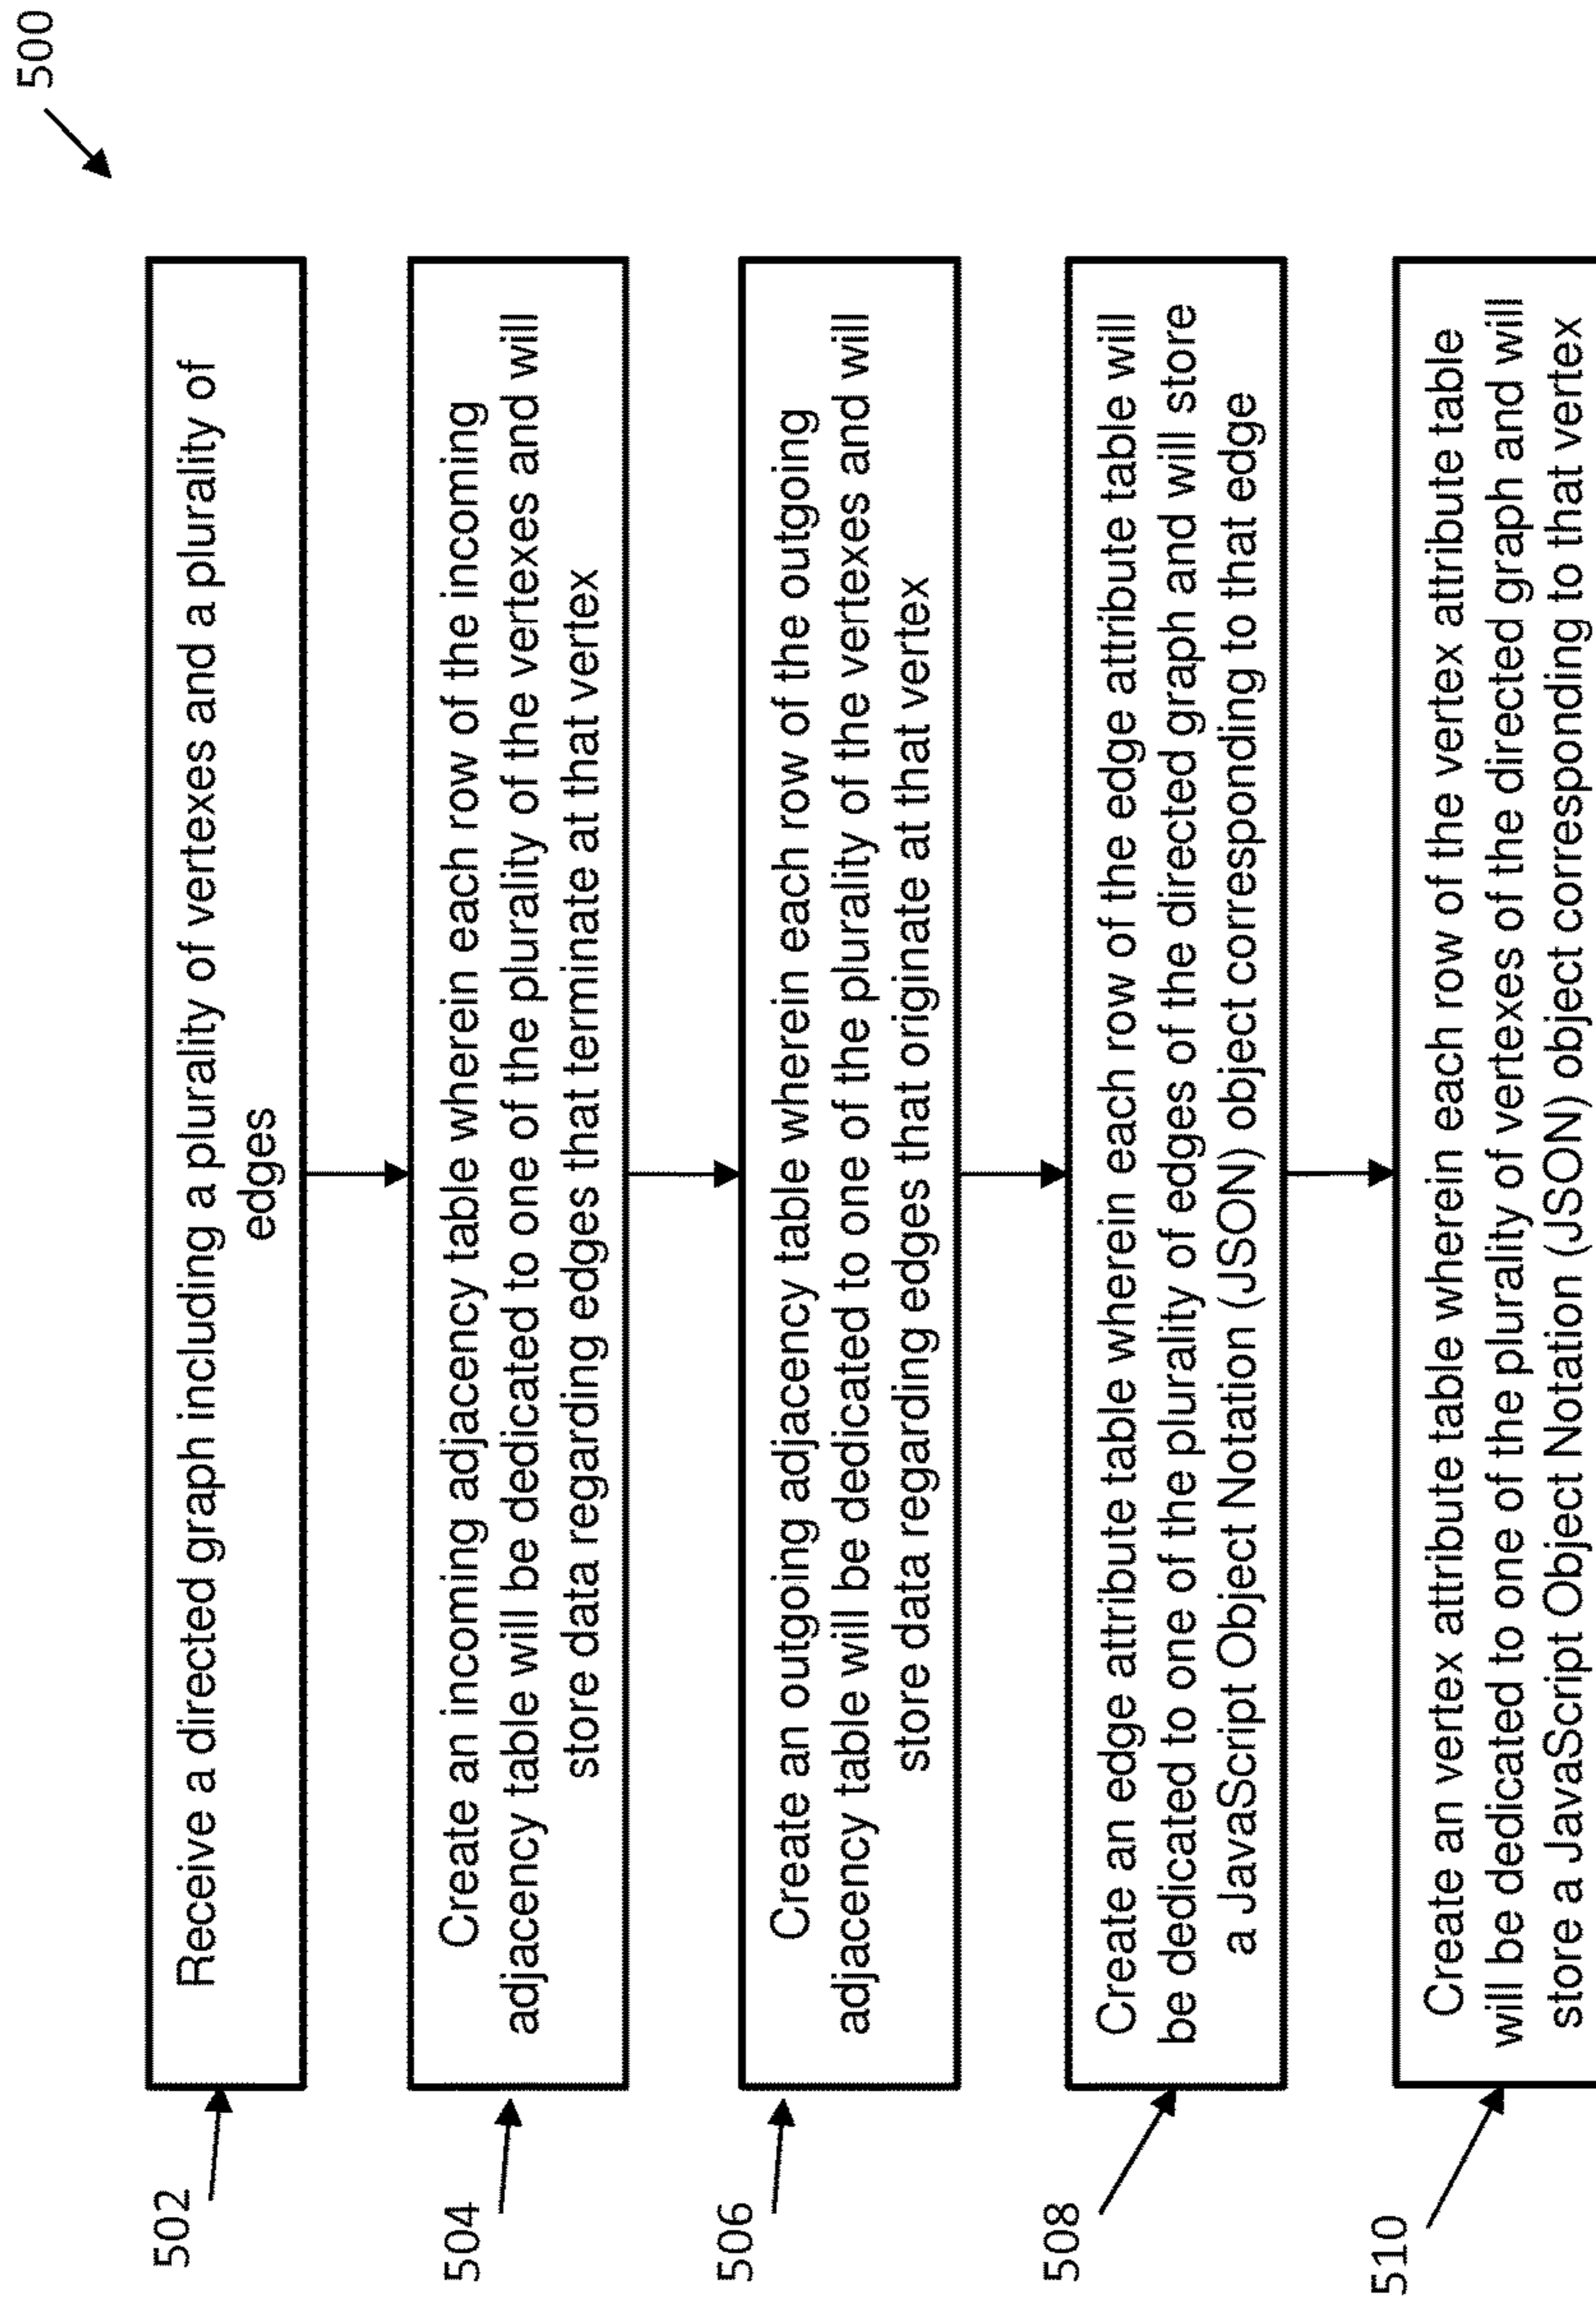 500
502
Receive a directed graph including a plurality of vertexes and a plurality of
edges
504
Create an incoming adjacency table wherein each row of the incoming
adjacency table will be dedicated to one of the plurality of the vertexes and will
store data regarding edges that terminate at that vertex
506
Create an outgoing adjacency table wherein each row of the outgoing
adjacency table will be dedicated to one of the plurality of the vertexes and will
store data regarding edges that originate at that vertex
508
Create an edge attribute table wherein each row of the edge attribute table will
be dedicated to one of the plurality of edges of the directed graph and will store
a JavaScript Object Notation (JSON) object corresponding to that edge
510
Create an vertex attribute table wherein each row of the vertex attribute table
will be dedicated to one of the plurality of vertexes of the directed graph and will
store a JavaScript Object Notation (JSON) object corresponding to that vertex